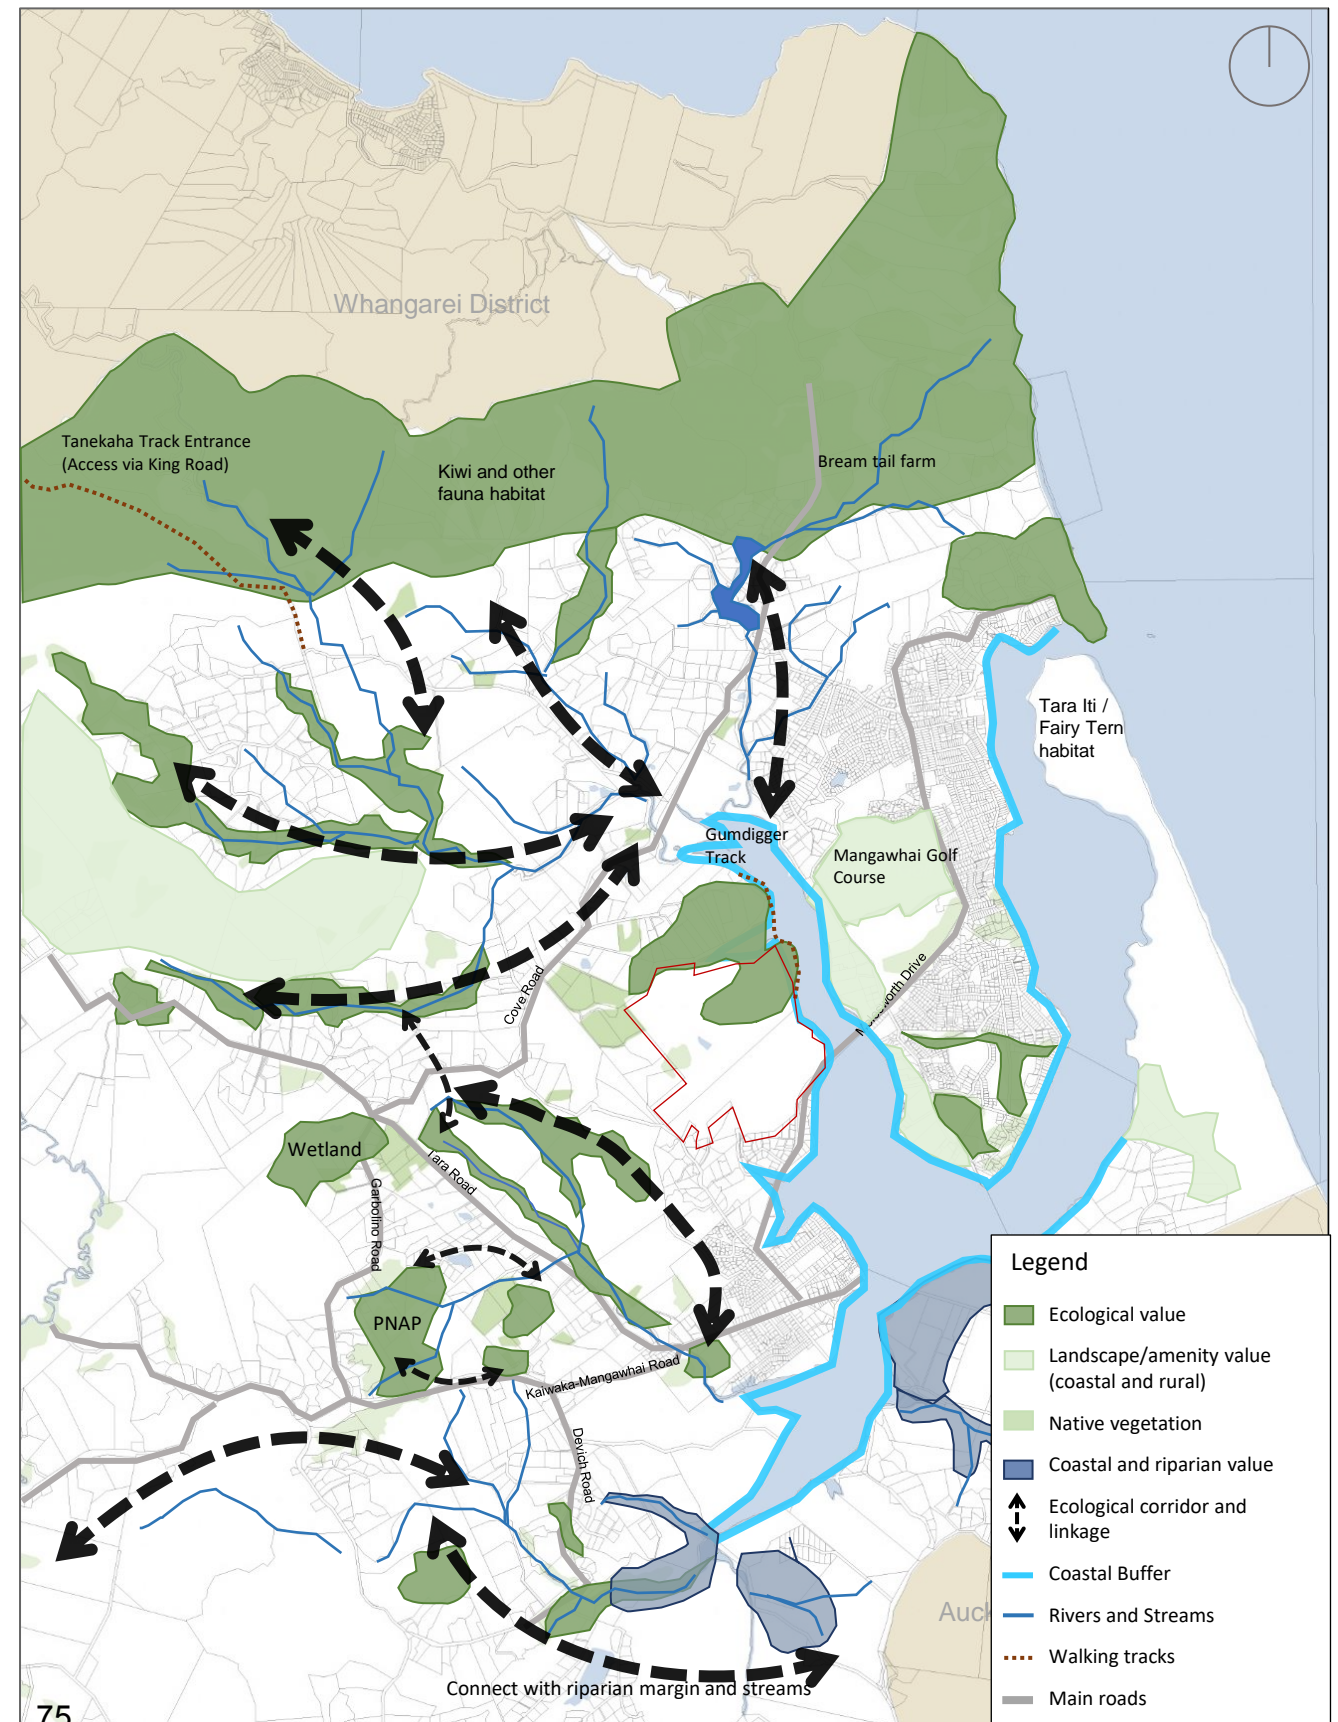 Whangarei District
Tanekaha Track Entrance
(Access via King Road)
Kiwi and other
fauna habitat
Bream tail farm
Tara Iti /
Fairy Tern
habitat
Gumdigger
Track
Mangawhai Golf
Course
Cove Road
Drive
Wetland
Tara Road
Garbolino Road
PNAP
Kaiwaka-Mangawhai Road
Devich Road
Auck
Connect with riparian margin and streams
75
Legend
Ecological value
Landscape/amenity value
(coastal and rural)
Native vegetation
Coastal and riparian value
Ecological corridor and
linkage
Coastal Buffer
Rivers and Streams
Walking tracks
Main roads